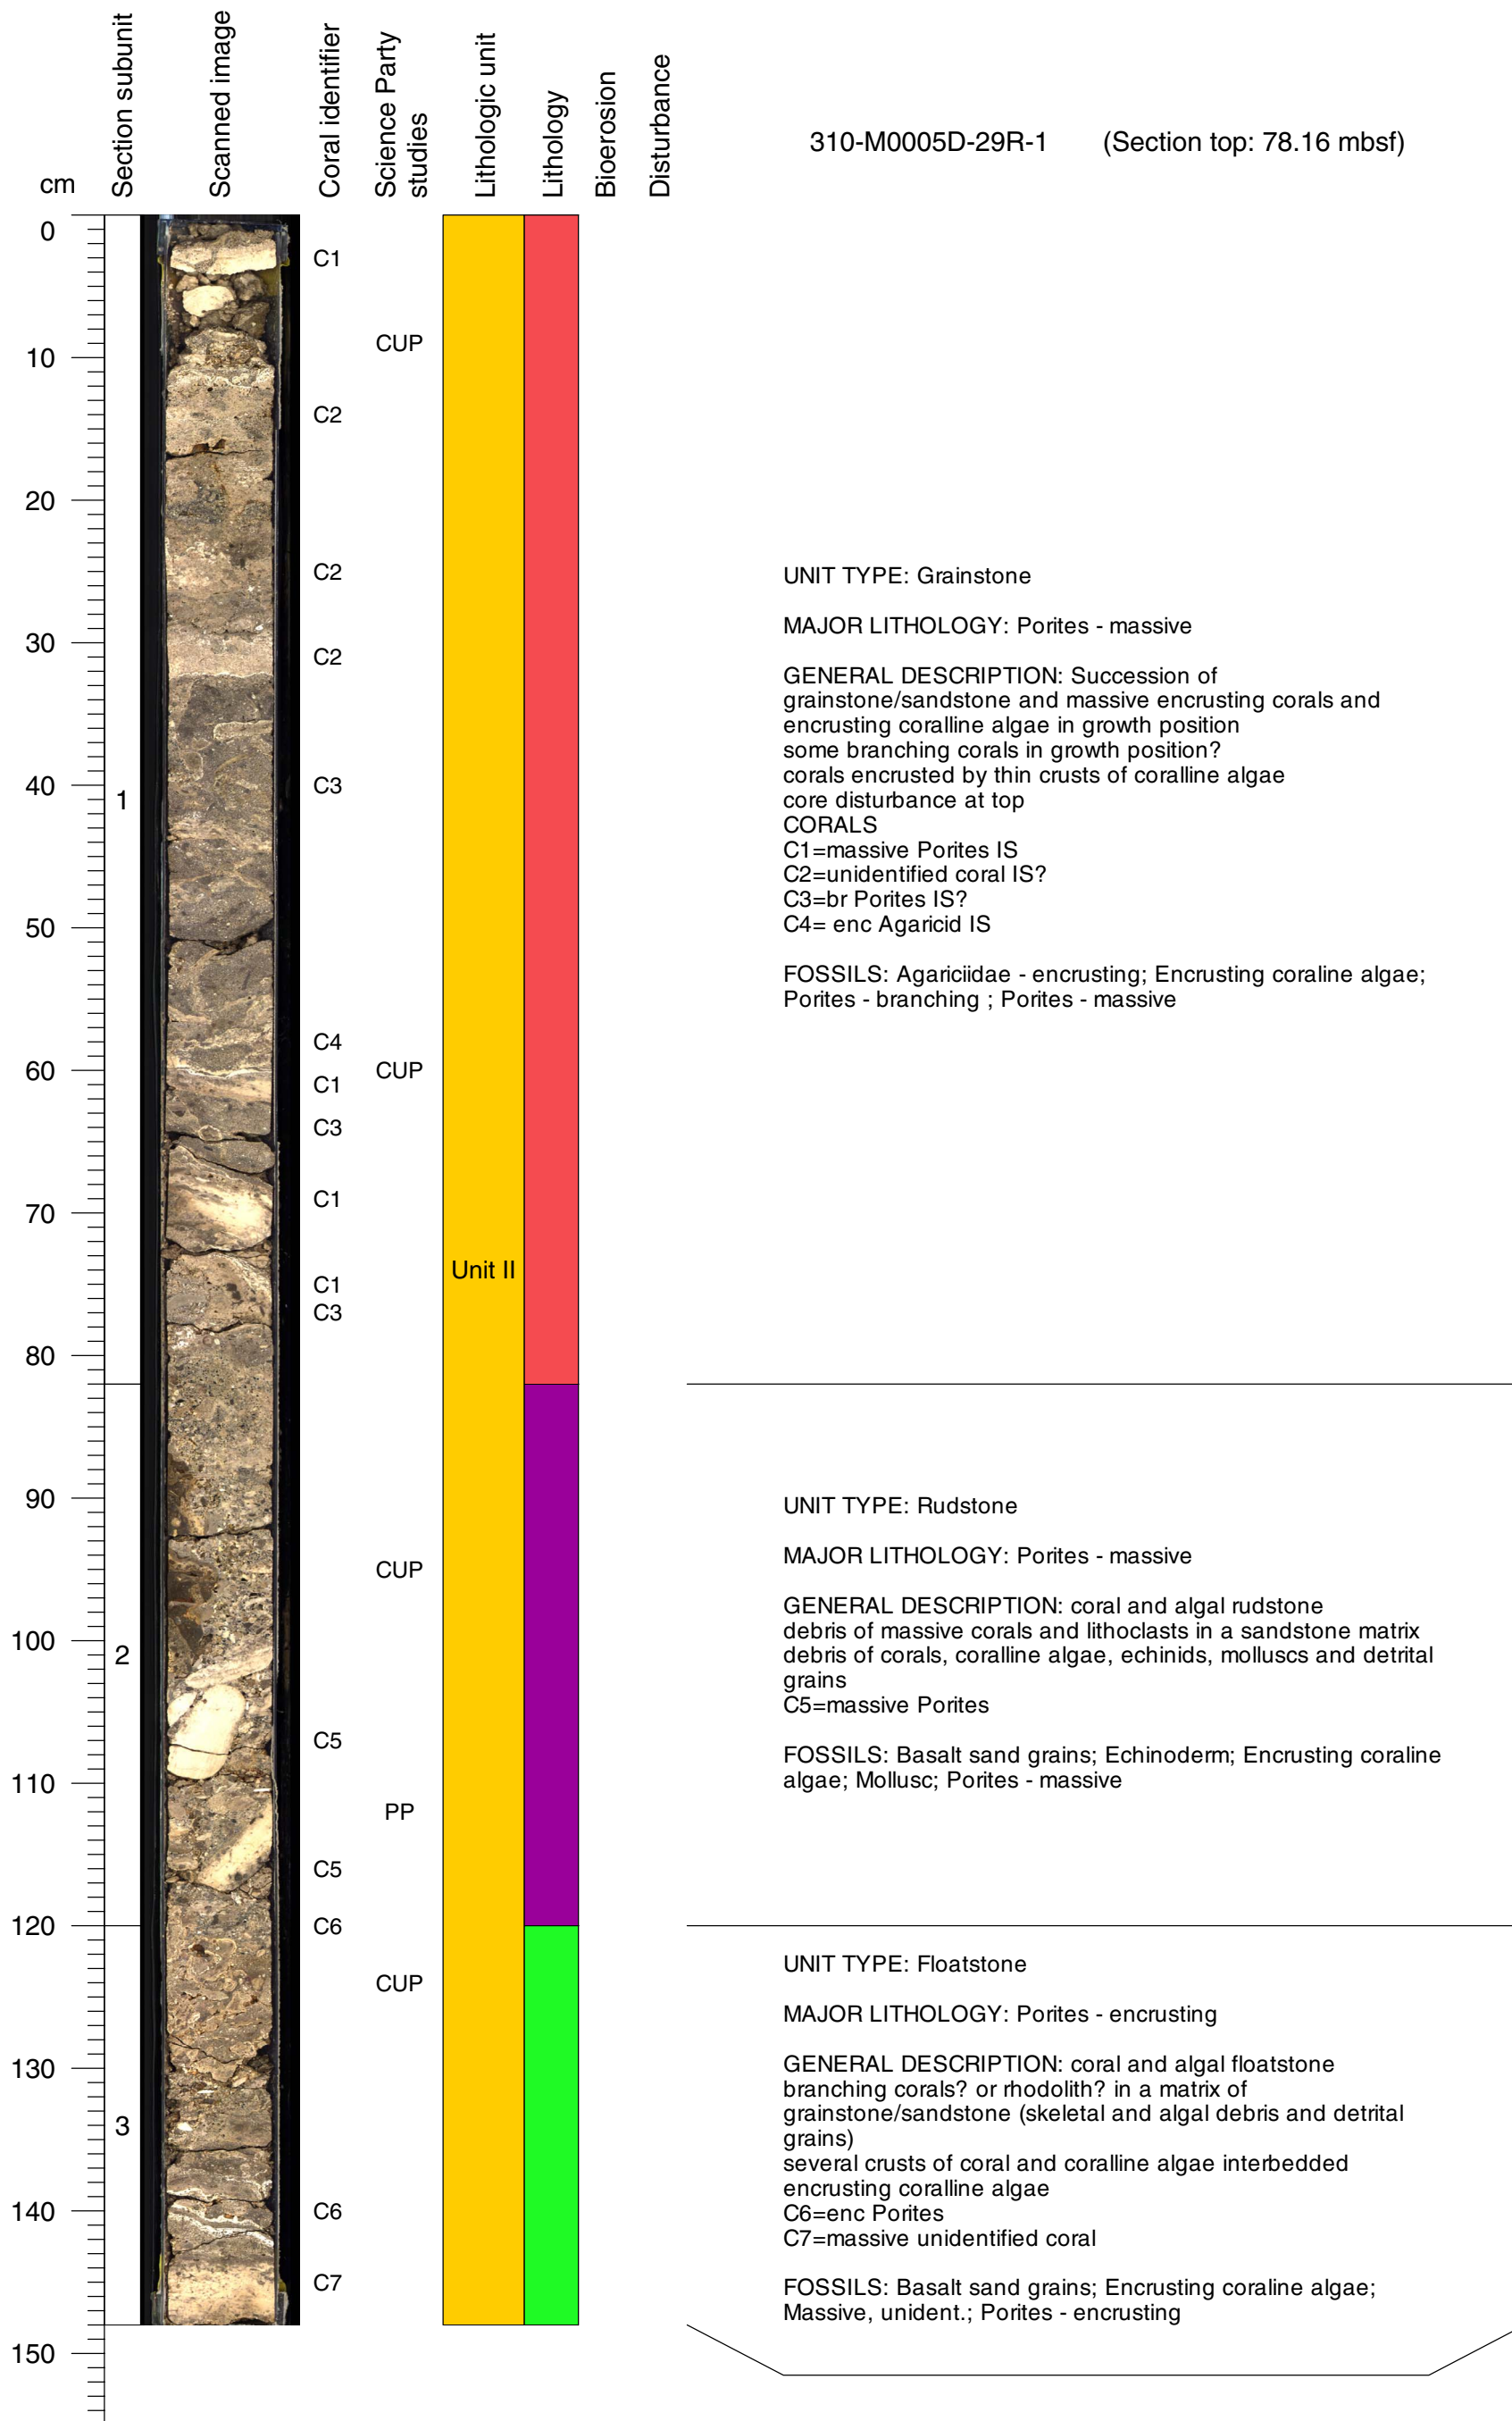 Section subunit
Scanned image
Coral identifier
Science Party
studies
Lithologic unit
Lithology
Bioerosion
Disturbance
310-M0005D-29R-1 (Section top: 78.16 mbsf)
cm
0
10
20
30
40
50
60
70
80
90
100
110
120
130
140
150
1
2
3
C1
C2
C2
C2
C3
C4
C1
C3
C1
C1
C3
C5
C5
C6
C6
C7
CUP
CUP
CUP
PP
CUP
Unit II
UNIT TYPE: Grainstone
MAJOR LITHOLOGY: Porites - massive
GENERAL DESCRIPTION: Succession of
grainstone/sandstone and massive encrusting corals and
encrusting coralline algae in growth position
some branching corals in growth position?
corals encrusted by thin crusts of coralline algae
core disturbance at top
CORALS
C1=massive Porites IS
C2=unidentified coral IS?
C3=br Porites IS?
C4= enc Agaricid IS
FOSSILS: Agariciidae - encrusting; Encrusting coraline algae;
Porites - branching ; Porites - massive
UNIT TYPE: Rudstone
MAJOR LITHOLOGY: Porites - massive
GENERAL DESCRIPTION: coral and algal rudstone
debris of massive corals and lithoclasts in a sandstone matrix
debris of corals, coralline algae, echinids, molluscs and detrital
grains
C5=massive Porites
FOSSILS: Basalt sand grains; Echinoderm; Encrusting coraline
algae; Mollusc; Porites - massive
UNIT TYPE: Floatstone
MAJOR LITHOLOGY: Porites - encrusting
GENERAL DESCRIPTION: coral and algal floatstone
branching corals? or rhodolith? in a matrix of
grainstone/sandstone (skeletal and algal debris and detrital
grains)
several crusts of coral and coralline algae interbedded
encrusting coralline algae
C6=enc Porites
C7=massive unidentified coral
FOSSILS: Basalt sand grains; Encrusting coraline algae;
Massive, unident.; Porites - encrusting